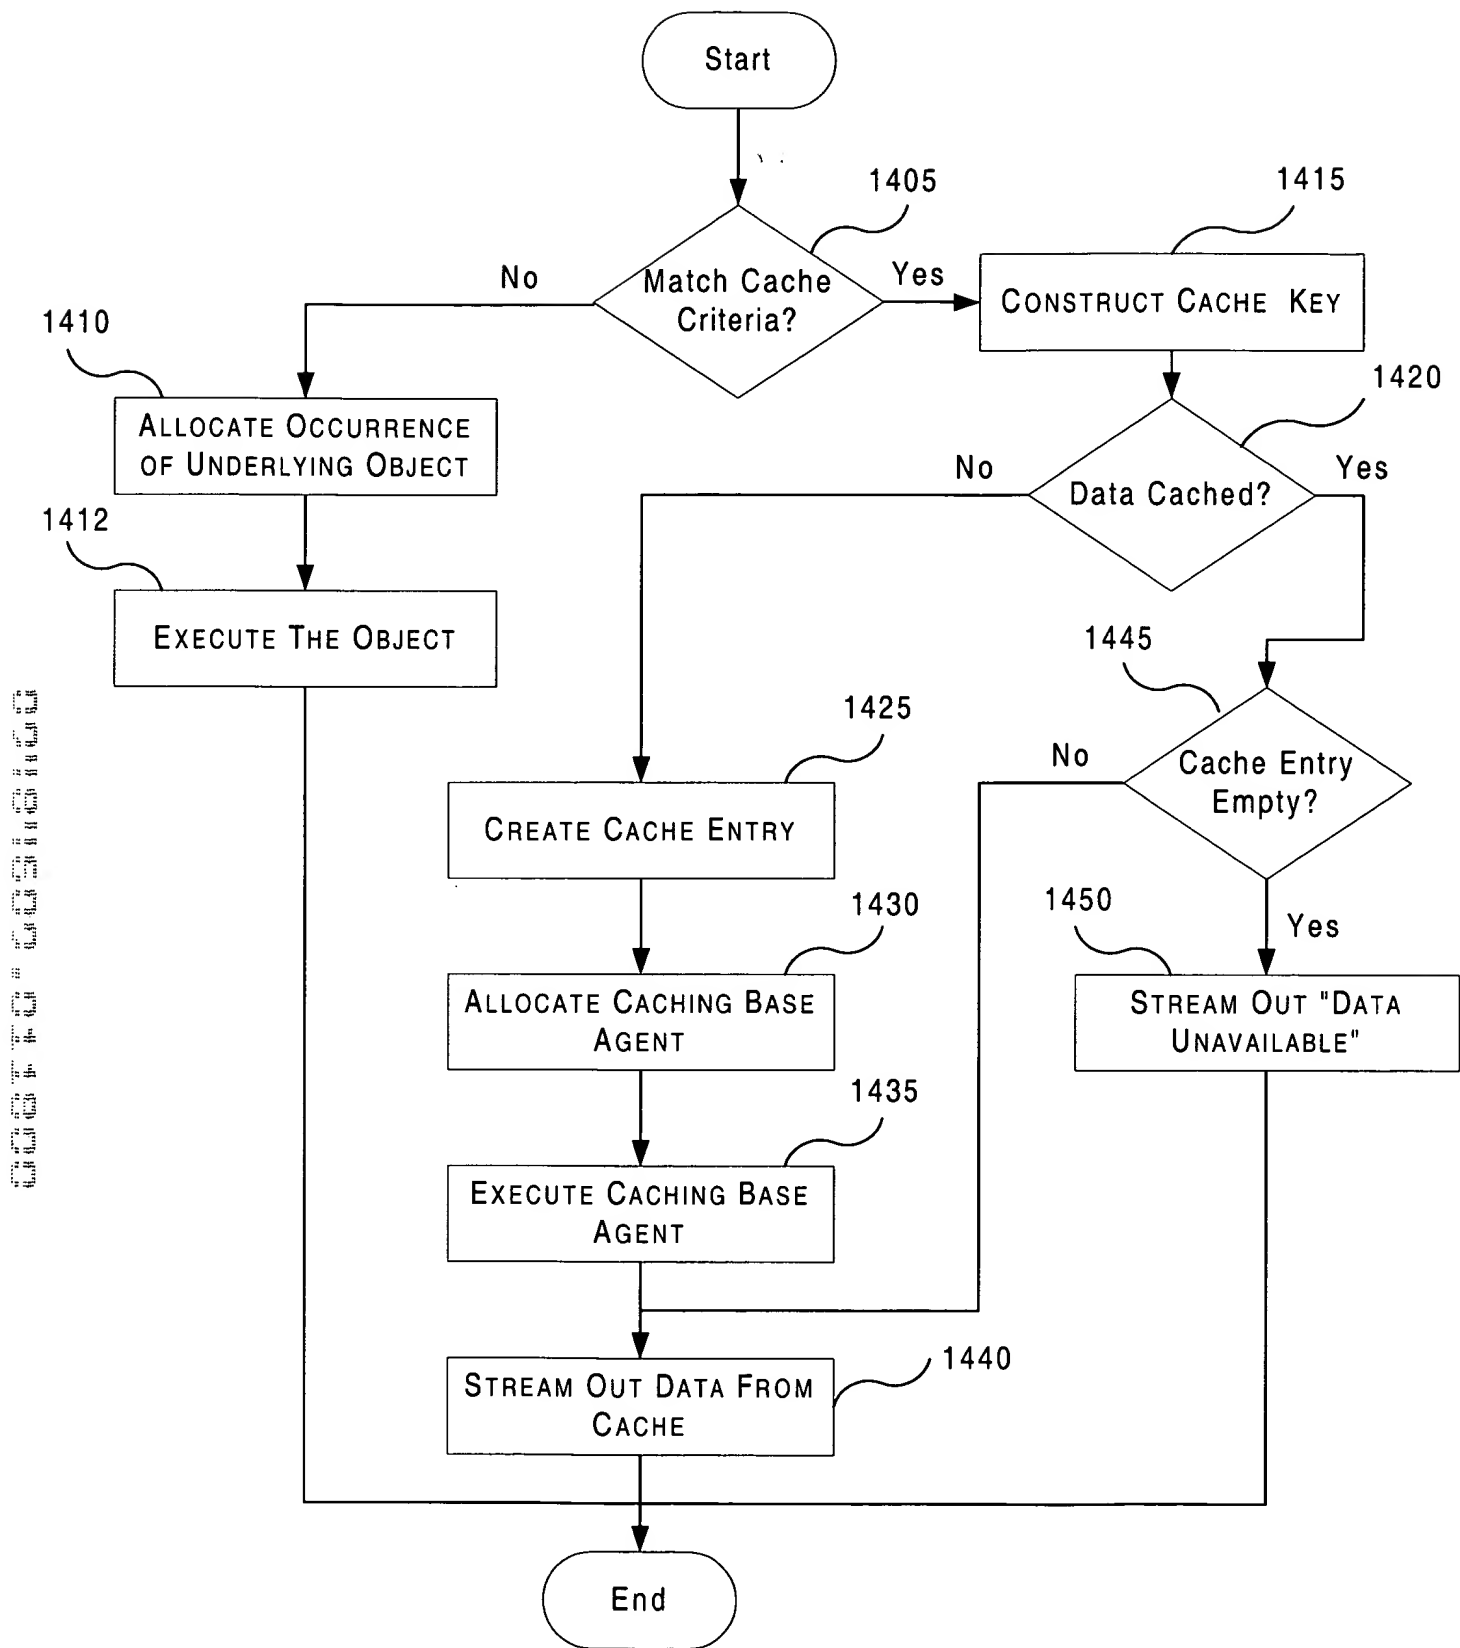 Start
1405
1415
Match Cache
Criteria?
No
Yes
CONSTRUCT CACHE KEY
1410
1420
ALLOCATE OCCURRENCE
OF UNDERLYING OBJECT
Data Cached?
No
Yes
1412
EXECUTE THE OBJECT
1445
Cache Entry
Empty?
No
Yes
1425
CREATE CACHE ENTRY
1430
ALLOCATE CACHING BASE
AGENT
1450
STREAM OUT "DATA
UNAVAILABLE"
1435
EXECUTE CACHING BASE
AGENT
1440
STREAM OUT DATA FROM
CACHE
End